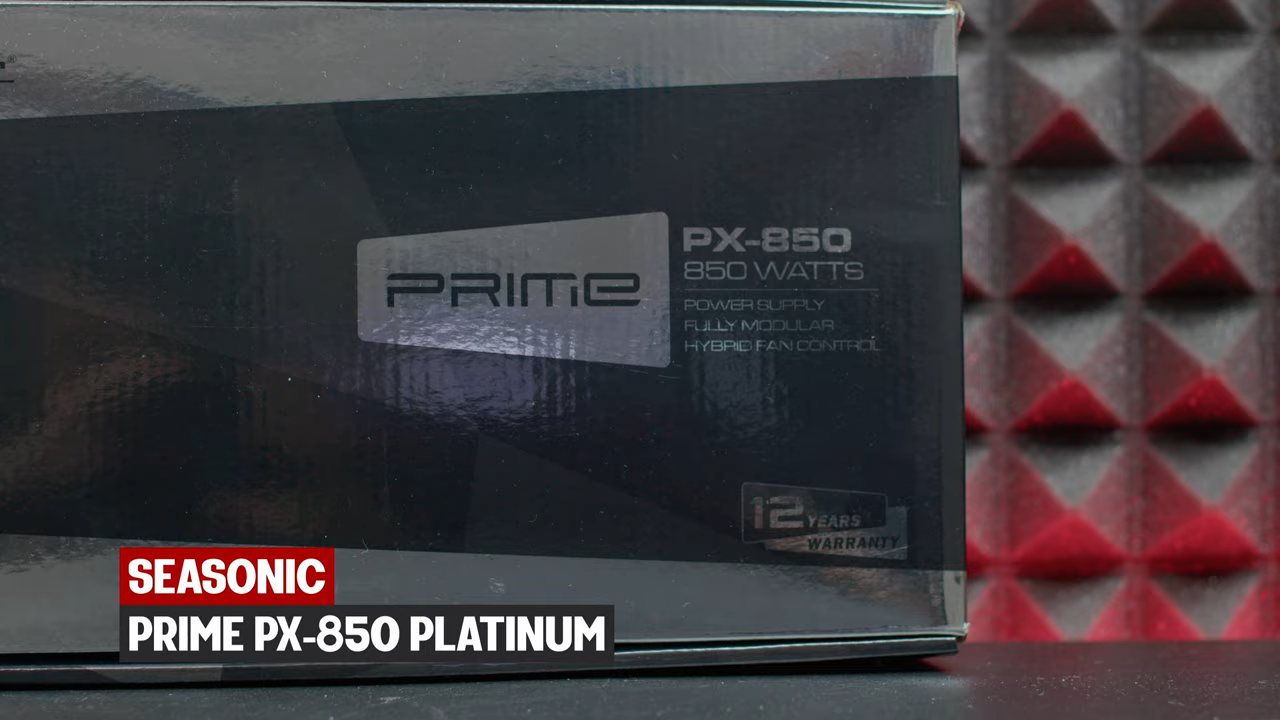 PRIME
PX-850
850 WATTS
POWER SUPPLY
FULLY MODULAR
HYBRID FAN CONTROL
12 YEARS
WARRANTY
SEASONIC
PRIME PX-850 PLATINUM